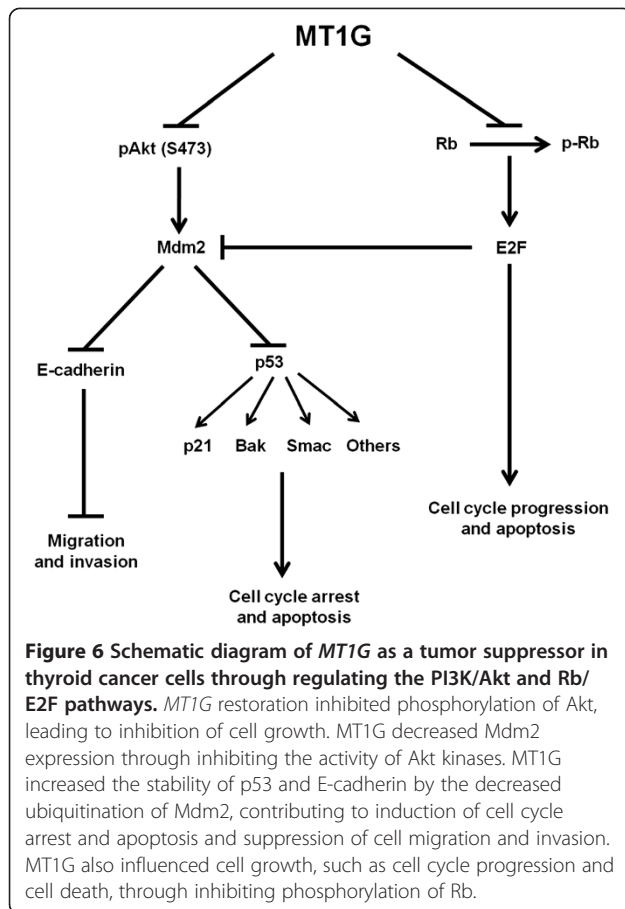 MT1G
pAkt (S473)
Rb
p-Rb
Mdm2
E2F
E-cadherin
p53
p21 Bak Smac Others
Migration
and invasion
Cell cycle arrest
and apoptosis
Cell cycle progression
and apoptosis
Figure 6 Schematic diagram of MT1G as a tumor suppressor in
thyroid cancer cells through regulating the PI3K/Akt and Rb/
E2F pathways. MT1G restoration inhibited phosphorylation of Akt,
leading to inhibition of cell growth. MT1G decreased Mdm2
expression through inhibiting the activity of Akt kinases. MT1G
increased the stability of p53 and E-cadherin by the decreased
ubiquitination of Mdm2, contributing to induction of cell cycle
arrest and apoptosis and suppression of cell migration and invasion.
MT1G also influenced cell growth, such as cell cycle progression and
cell death, through inhibiting phosphorylation of Rb.